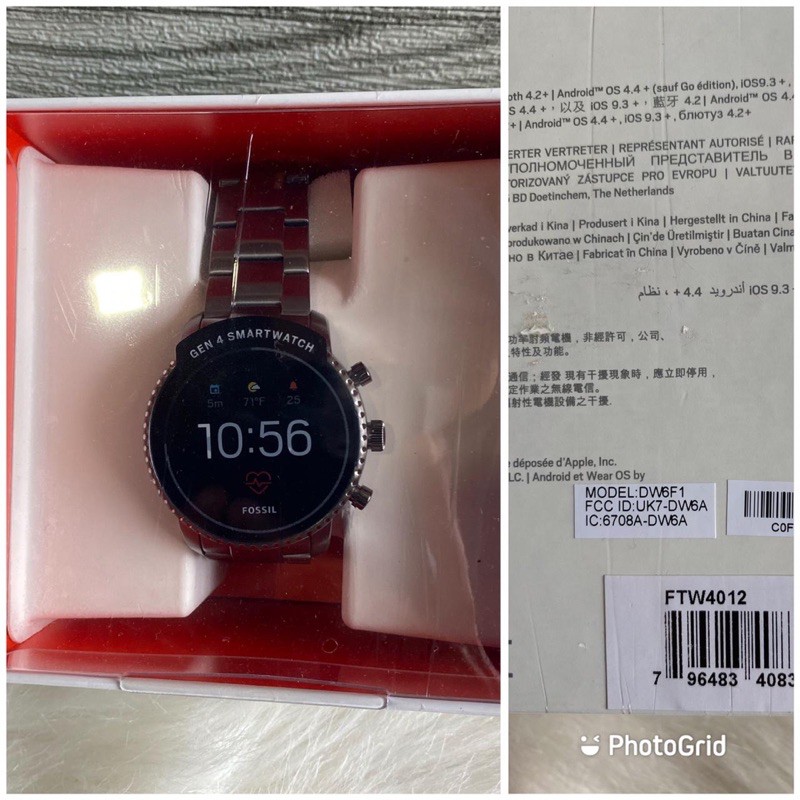 GEN 4 SMARTWATCH
5m 71°F 25
10:56
FOSSIL
oth 4.2+ | Android™ OS 4.4 + (sauf Go édition), iOS9.3 + ,
S 4.4 +，以及 iOS 9.3 +，藍牙 4.2 | Android™ OS 4.4
+ | Android™ OS 4.4 + , iOS 9.3 + , блютуз 4.2+
ERTER VERTRETER | REPRÉSENTANT AUTORISÉ | RAP
ПОЛНОМОЧЕННЫЙ ПРЕДСТАВИТЕЛЬ В
TORIZOVANÝ ZÁSTUPCE PRO EVROPU | VALTUUTET
BD Doetinchem, The Netherlands
verkad i Kina | Produsert i Kina | Hergestellt in China | Fa
produkowano w Chinach | Çin'de Üretilmiştir | Buatan Cina
но в Китае | Fabricat în China | Vyrobeno v Číně | Valm
iOS 9.3 أندرويد 4.4 + ، نظام
功率射頻電機，非經許可，公司、
特性及功能。
通信；經發 現有干擾現象時，應立即停用，
定作業之無線電信。
輻射性電機設備之干擾.
déposée d'Apple, Inc.
LC. | Android et Wear OS by
MODEL:DW6F1
FCC ID:UK7-DW6A
IC:6708A-DW6A
C0F
FTW4012
7 96483 4083
PhotoGrid